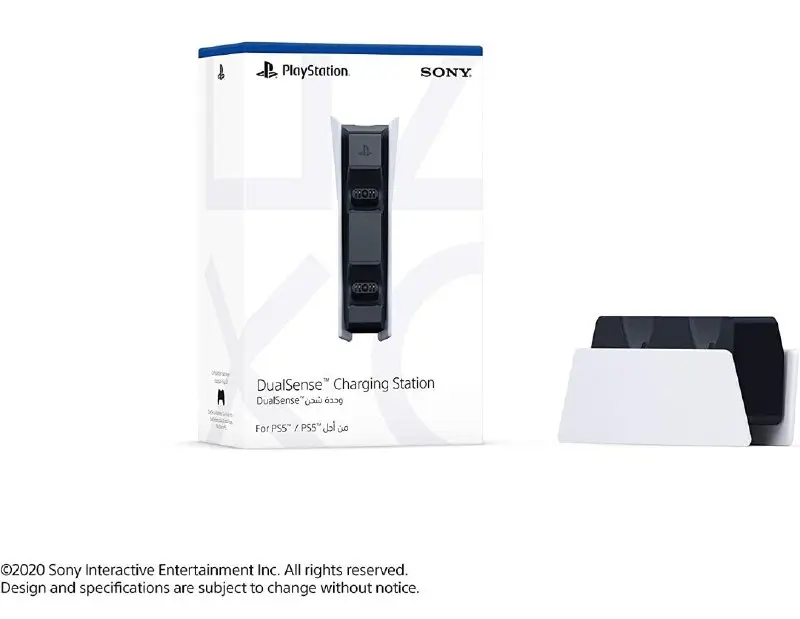 PlayStation
SONY
DualSense™ Charging Station
DualSense™ وحدة شحن
For PS5™ / PS5™ من أجل
©2020 Sony Interactive Entertainment Inc. All rights reserved.
Design and specifications are subject to change without notice.